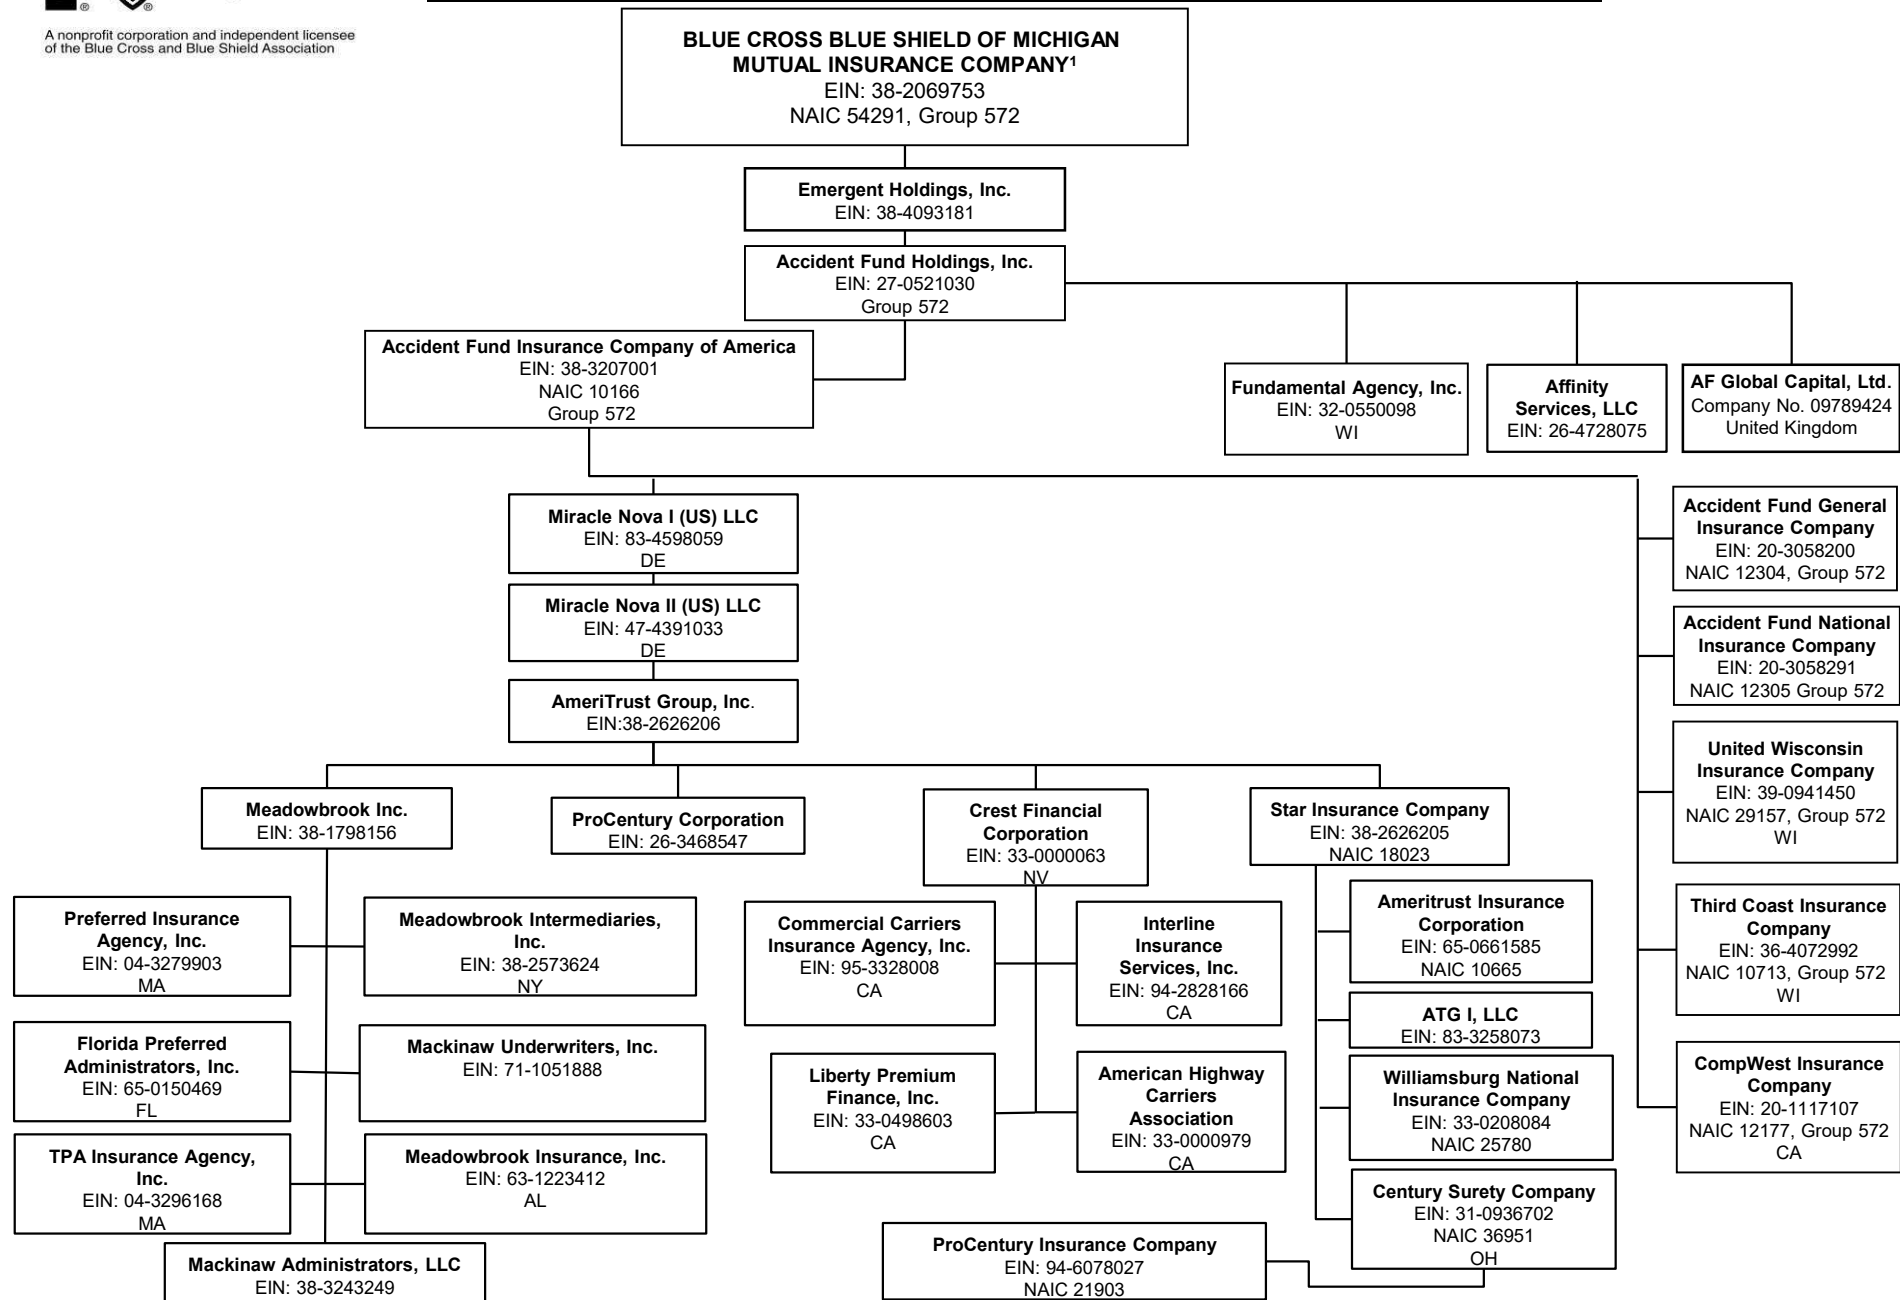 ®
®
A nonprofit corporation and independent licensee
of the Blue Cross and Blue Shield Association
BLUE CROSS BLUE SHIELD OF MICHIGAN
MUTUAL INSURANCE COMPANY¹
EIN: 38-2069753
NAIC 54291, Group 572
Emergent Holdings, Inc.
EIN: 38-4093181
Accident Fund Holdings, Inc.
EIN: 27-0521030
Group 572
Accident Fund Insurance Company of America
EIN: 38-3207001
NAIC 10166
Group 572
Fundamental Agency, Inc.
EIN: 32-0550098
WI
Affinity
Services, LLC
EIN: 26-4728075
AF Global Capital, Ltd.
Company No. 09789424
United Kingdom
Miracle Nova I (US) LLC
EIN: 83-4598059
DE
Miracle Nova II (US) LLC
EIN: 47-4391033
DE
AmeriTrust Group, Inc.
EIN:38-2626206
Accident Fund General
Insurance Company
EIN: 20-3058200
NAIC 12304, Group 572
Accident Fund National
Insurance Company
EIN: 20-3058291
NAIC 12305 Group 572
United Wisconsin
Insurance Company
EIN: 39-0941450
NAIC 29157, Group 572
WI
Third Coast Insurance
Company
EIN: 36-4072992
NAIC 10713, Group 572
WI
CompWest Insurance
Company
EIN: 20-1117107
NAIC 12177, Group 572
CA
Meadowbrook Inc.
EIN: 38-1798156
ProCentury Corporation
EIN: 26-3468547
Crest Financial
Corporation
EIN: 33-0000063
NV
Star Insurance Company
EIN: 38-2626205
NAIC 18023
Preferred Insurance
Agency, Inc.
EIN: 04-3279903
MA
Meadowbrook Intermediaries,
Inc.
EIN: 38-2573624
NY
Florida Preferred
Administrators, Inc.
EIN: 65-0150469
FL
Mackinaw Underwriters, Inc.
EIN: 71-1051888
TPA Insurance Agency,
Inc.
EIN: 04-3296168
MA
Meadowbrook Insurance, Inc.
EIN: 63-1223412
AL
Mackinaw Administrators, LLC
EIN: 38-3243249
Commercial Carriers
Insurance Agency, Inc.
EIN: 95-3328008
CA
Interline
Insurance
Services, Inc.
EIN: 94-2828166
CA
Liberty Premium
Finance, Inc.
EIN: 33-0498603
CA
American Highway
Carriers
Association
EIN: 33-0000979
CA
Ameritrust Insurance
Corporation
EIN: 65-0661585
NAIC 10665
ATG I, LLC
EIN: 83-3258073
Williamsburg National
Insurance Company
EIN: 33-0208084
NAIC 25780
Century Surety Company
EIN: 31-0936702
NAIC 36951
OH
ProCentury Insurance Company
EIN: 94-6078027
NAIC 21903